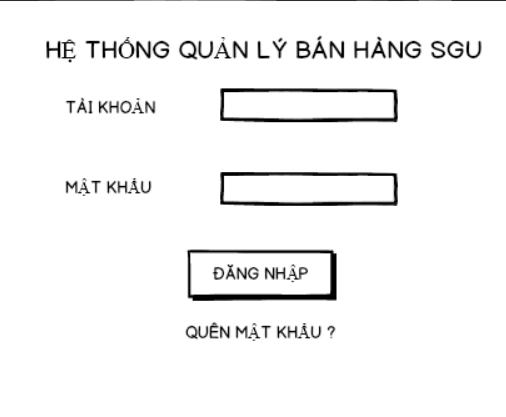 HỆ THỐNG QUẢN LÝ BÁN HÀNG SGU
TÀI KHOẢN
MẬT KHẨU
ĐĂNG NHẬP
QUÊN MẬT KHẨU ?